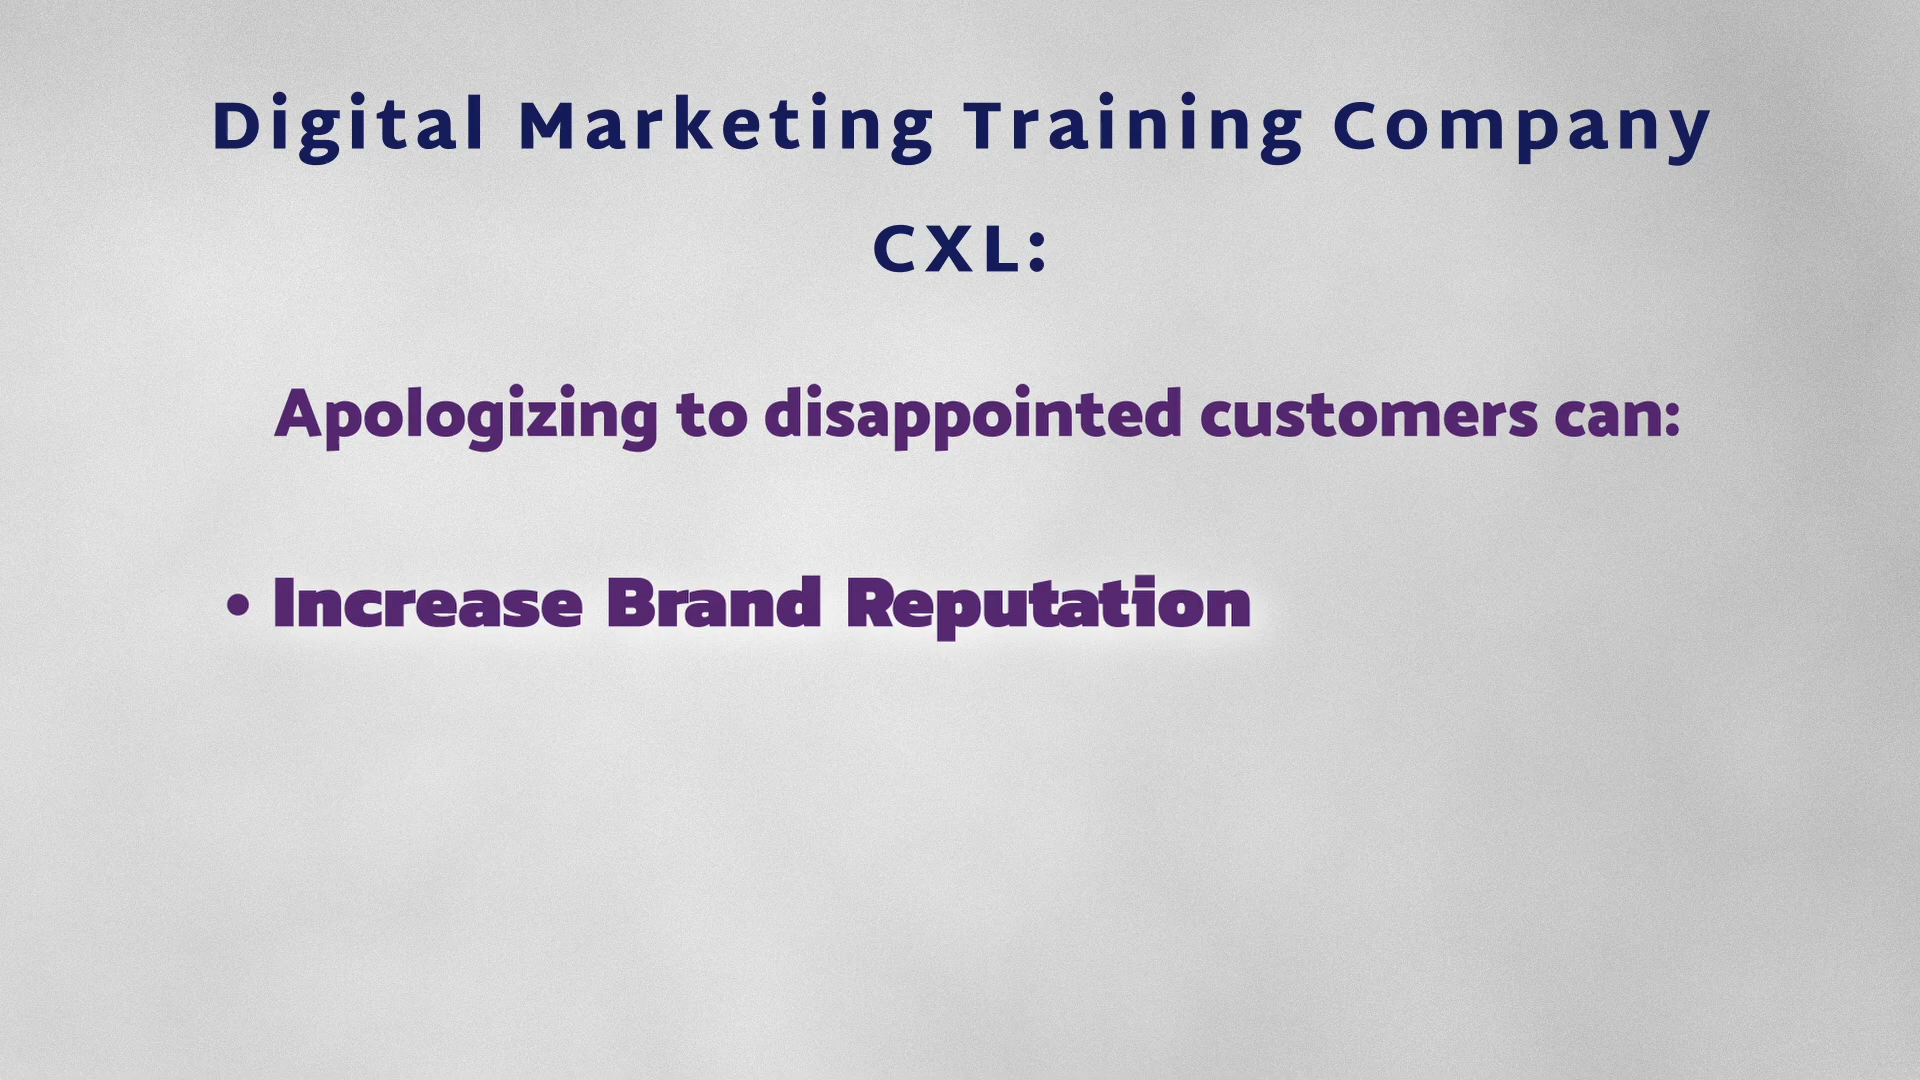 Digital Marketing Training Company
CXL:
Apologizing to disappointed customers can:
• Increase Brand Reputation